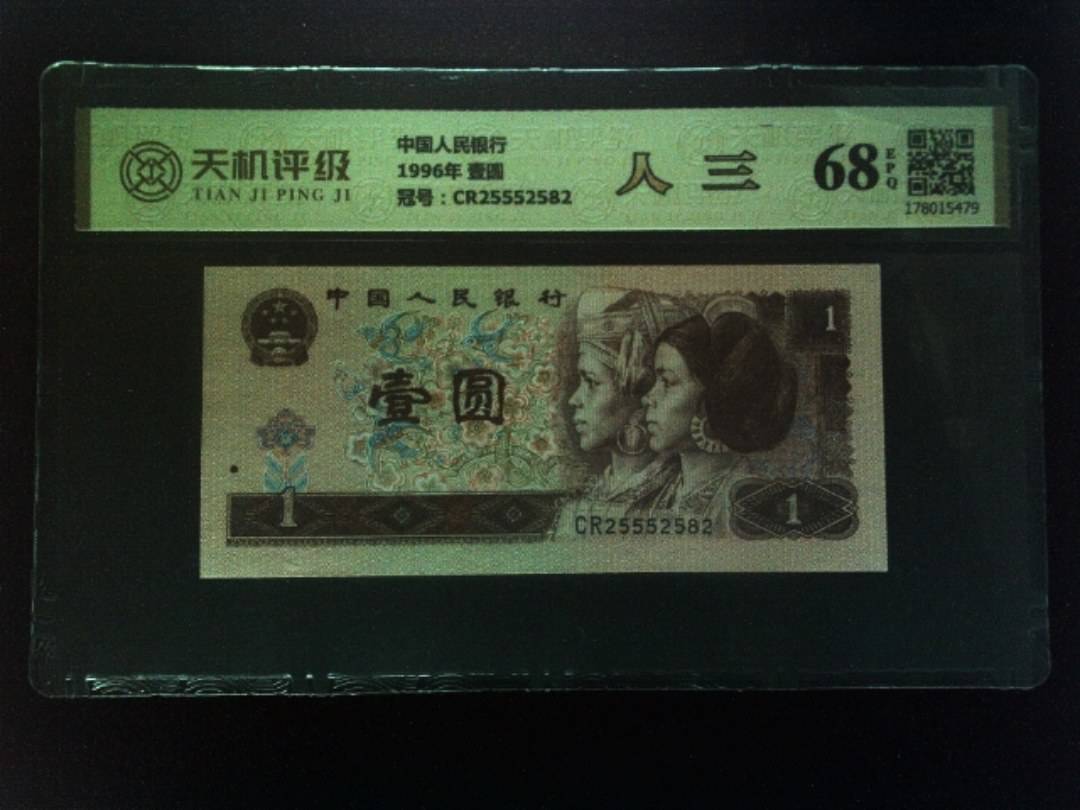 天机评级
TIAN JI PING JI
中国人民银行
1996年 壹圆
冠号：CR25552582
人 三
68
EPQ
178015479
中国人民银行
1
壹圆
1
CR25552582
1